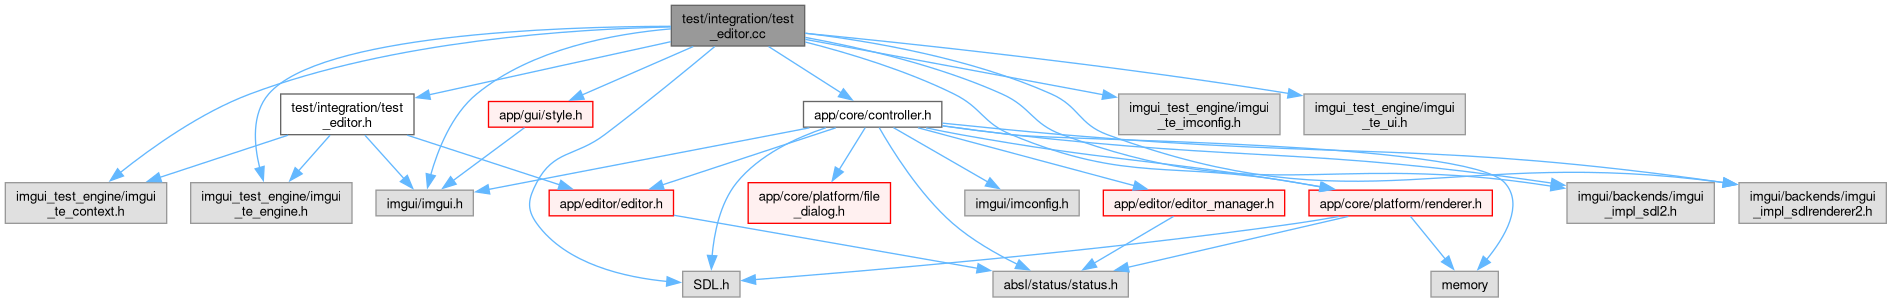 test/integration/test
_editor.cc
test/integration/test
_editor.h
app/gui/style.h
app/core/controller.h
imgui_test_engine/imgui
_te_imconfig.h
imgui_test_engine/imgui
_te_ui.h
imgui_test_engine/imgui
_te_context.h
imgui_test_engine/imgui
_te_engine.h
imgui/imgui.h
app/editor/editor.h
app/core/platform/file
_dialog.h
imgui/imconfig.h
app/editor/editor_manager.h
app/core/platform/renderer.h
imgui/backends/imgui
_impl_sdl2.h
imgui/backends/imgui
_impl_sdlrenderer2.h
SDL.h
absl/status/status.h
memory